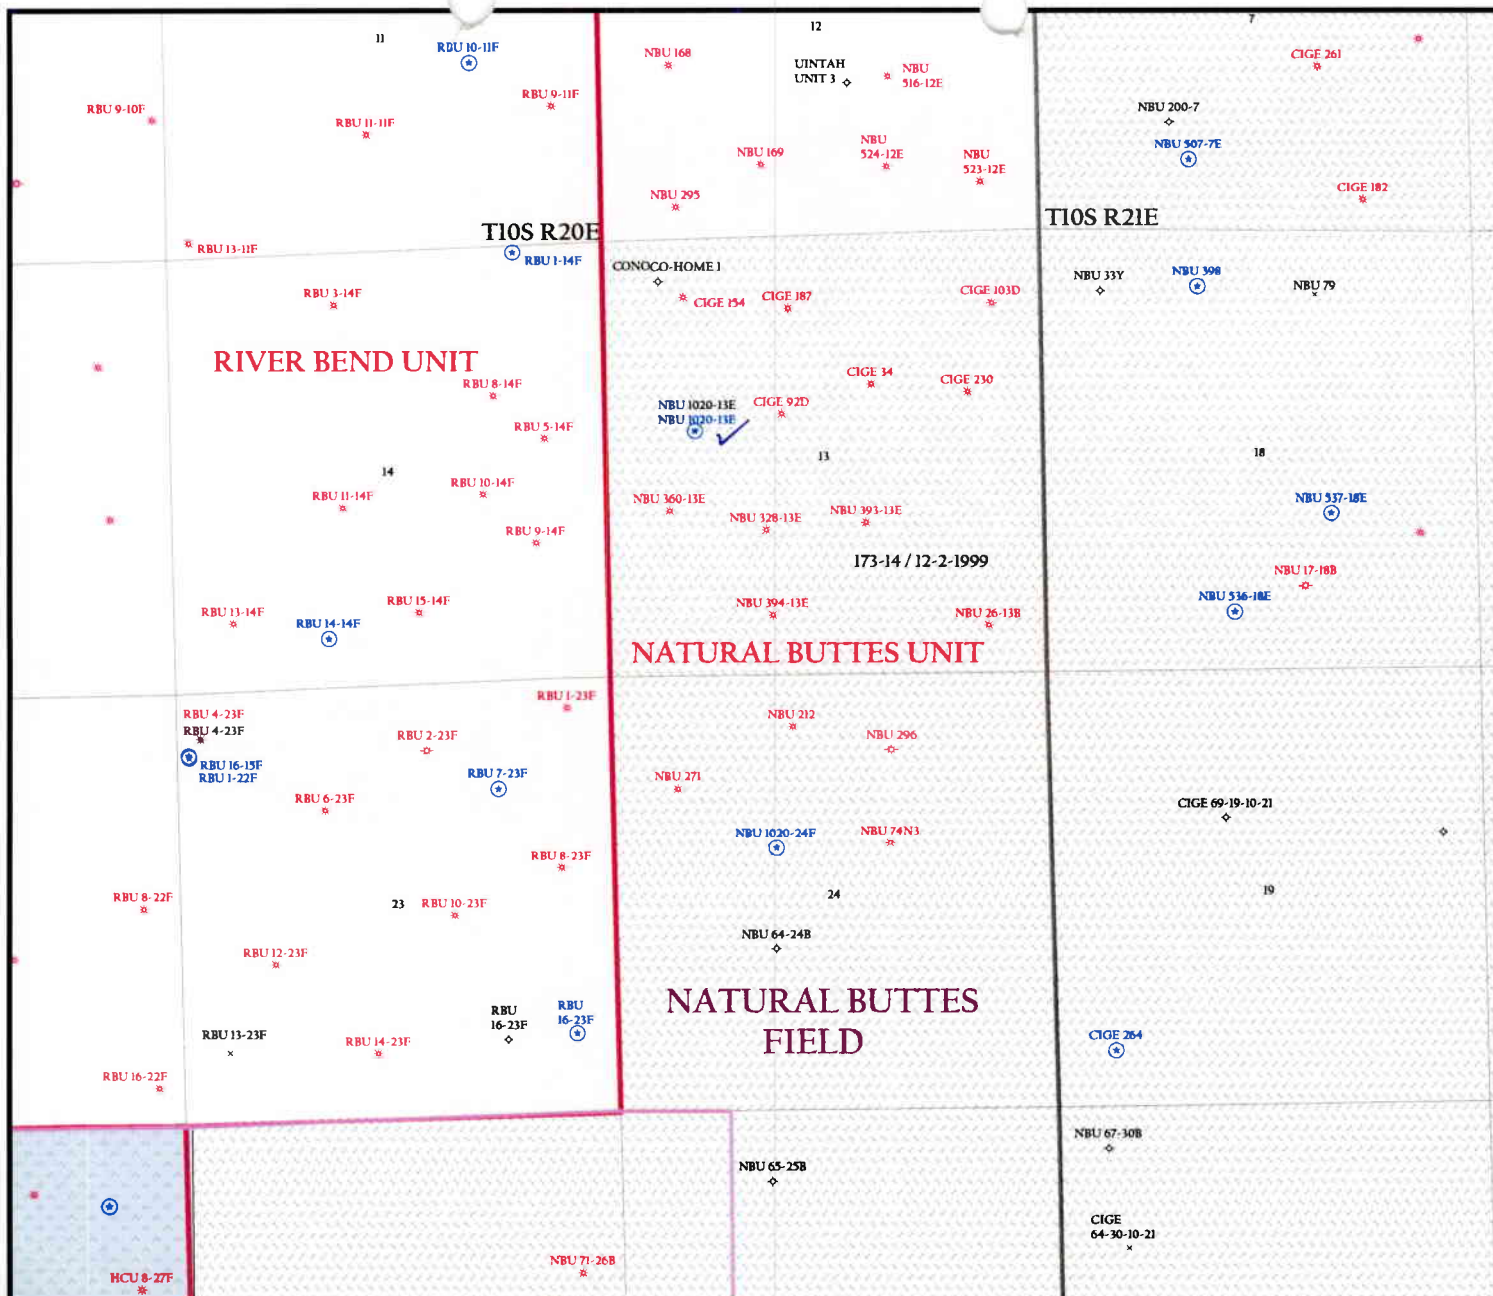 11
RBU 10-11F
RBU 9-10F
RBU 11-11F
RBU 9-11F
RBU 13-11F
T10S R20E
RBU 1-14F
RBU 3-14F
RIVER BEND UNIT
RBU 8-14F
RBU 5-14F
14
RBU 11-14F
RBU 10-14F
RBU 9-14F
RBU 13-14F
RBU 14-14F
RBU 15-14F
RBU 1-23F
RBU 4-23F
RBU 4-23F
RBU 16-15F
RBU 1-22F
RBU 2-23F
RBU 7-23F
RBU 6-23F
RBU 8-23F
RBU 8-22F
23
RBU 10-23F
RBU 12-23F
RBU 13-23F
RBU 14-23F
RBU
16-23F
RBU
16-23F
RBU 16-22F
HCU 8-27F
NBU 71-26B
12
NBU 168
UINTAH
UNIT 3
NBU
516-12E
NBU 169
NBU
524-12E
NBU
523-12E
NBU 295
CONOCO-HOME 1
CIGE 154
CIGE 187
CIGE 103D
CIGE 34
CIGE 230
NBU 1020-13E
NBU 1020-13E
CIGE 92D
13
NBU 360-13E
NBU 328-13E
NBU 393-13E
173-14 / 12-2-1999
NBU 394-13E
NBU 26-13B
NATURAL BUTTES UNIT
NBU 212
NBU 296
NBU 271
NBU 1020-24F
NBU 74N3
24
NBU 64-24B
NATURAL BUTTES
FIELD
NBU 65-25B
7
CIGE 261
NBU 200-7
NBU 507-7E
CIGE 182
T10S R21E
NBU 33Y
NBU 398
NBU 79
18
NBU 537-18E
NBU 17-18B
NBU 536-18E
CIGE 69-19-10-21
19
CIGE 264
NBU 67-30B
CIGE
64-30-10-21